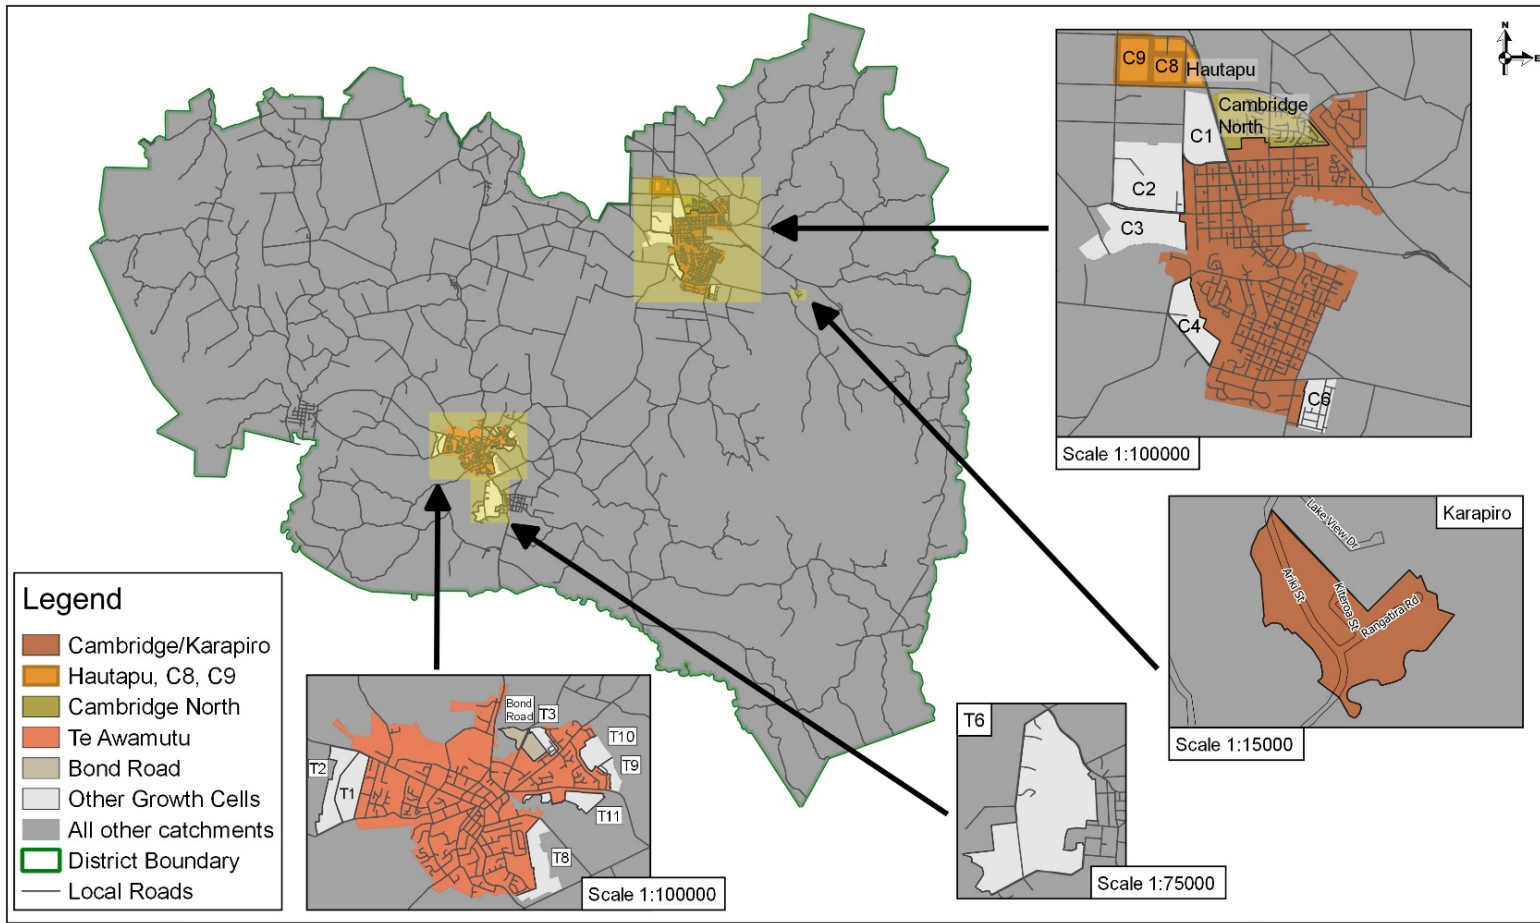 N
E
C9
C8
Hautapu
Cambridge
North
C1
C2
C3
C4
C6
Scale 1:100000
Karapiro
Lake View Dr
Ariki St
Kiteroa St
Rangatira Rd
Scale 1:15000
Legend
Cambridge/Karapiro
Hautapu, C8, C9
Cambridge North
Te Awamutu
Bond Road
Other Growth Cells
All other catchments
District Boundary
Local Roads
Bond
Road
T3
T10
T9
T2
T1
T11
T8
Scale 1:100000
T6
Scale 1:75000